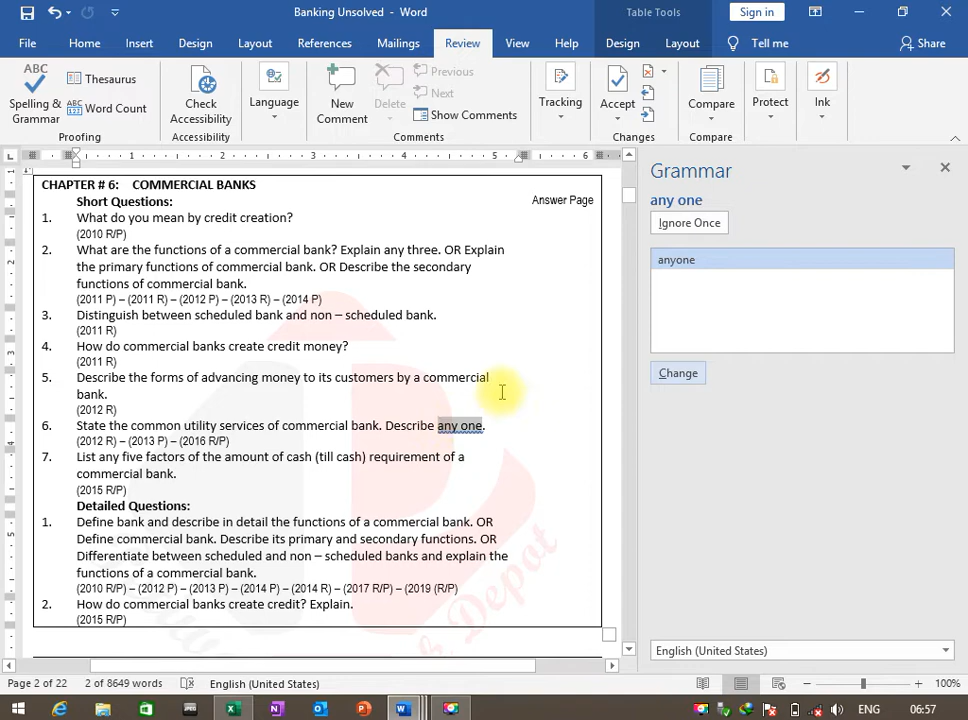 Banking Unsolved - Word
Table Tools
Sign in
File
Home
Insert
Design
Layout
References
Mailings
Review
View
Help
Design
Layout
Tell me
Share
ABC
Spelling & Grammar
Thesaurus
ABC 123 Word Count
Proofing
Check Accessibility
Accessibility
Language
New Comment
Delete
Previous
Next
Show Comments
Comments
Tracking
Accept
Changes
Compare
Compare
Protect
Ink
1 2 3 4 5 6
CHAPTER # 6: COMMERCIAL BANKS
Short Questions:
Answer Page
1. What do you mean by credit creation?
(2010 R/P)
2. What are the functions of a commercial bank? Explain any three. OR Explain
the primary functions of commercial bank. OR Describe the secondary
functions of commercial bank.
(2011 P) – (2011 R) – (2012 P) – (2013 R) – (2014 P)
3. Distinguish between scheduled bank and non – scheduled bank.
(2011 R)
4. How do commercial banks create credit money?
(2011 R)
5. Describe the forms of advancing money to its customers by a commercial
bank.
(2012 R)
6. State the common utility services of commercial bank. Describe any one.
(2012 R) – (2013 P) – (2016 R/P)
7. List any five factors of the amount of cash (till cash) requirement of a
commercial bank.
(2015 R/P)
Detailed Questions:
1. Define bank and describe in detail the functions of a commercial bank. OR
Define commercial bank. Describe its primary and secondary functions. OR
Differentiate between scheduled and non – scheduled banks and explain the
functions of a commercial bank.
(2010 R/P) – (2012 P) – (2013 P) – (2014 P) – (2014 R) – (2017 R/P) – (2019 (R/P)
2. How do commercial banks create credit? Explain.
(2015 R/P)
Depot
Grammar
any one
Ignore Once
anyone
Change
English (United States)
Page 2 of 22
2 of 8649 words
English (United States)
100%
ENG
06:57